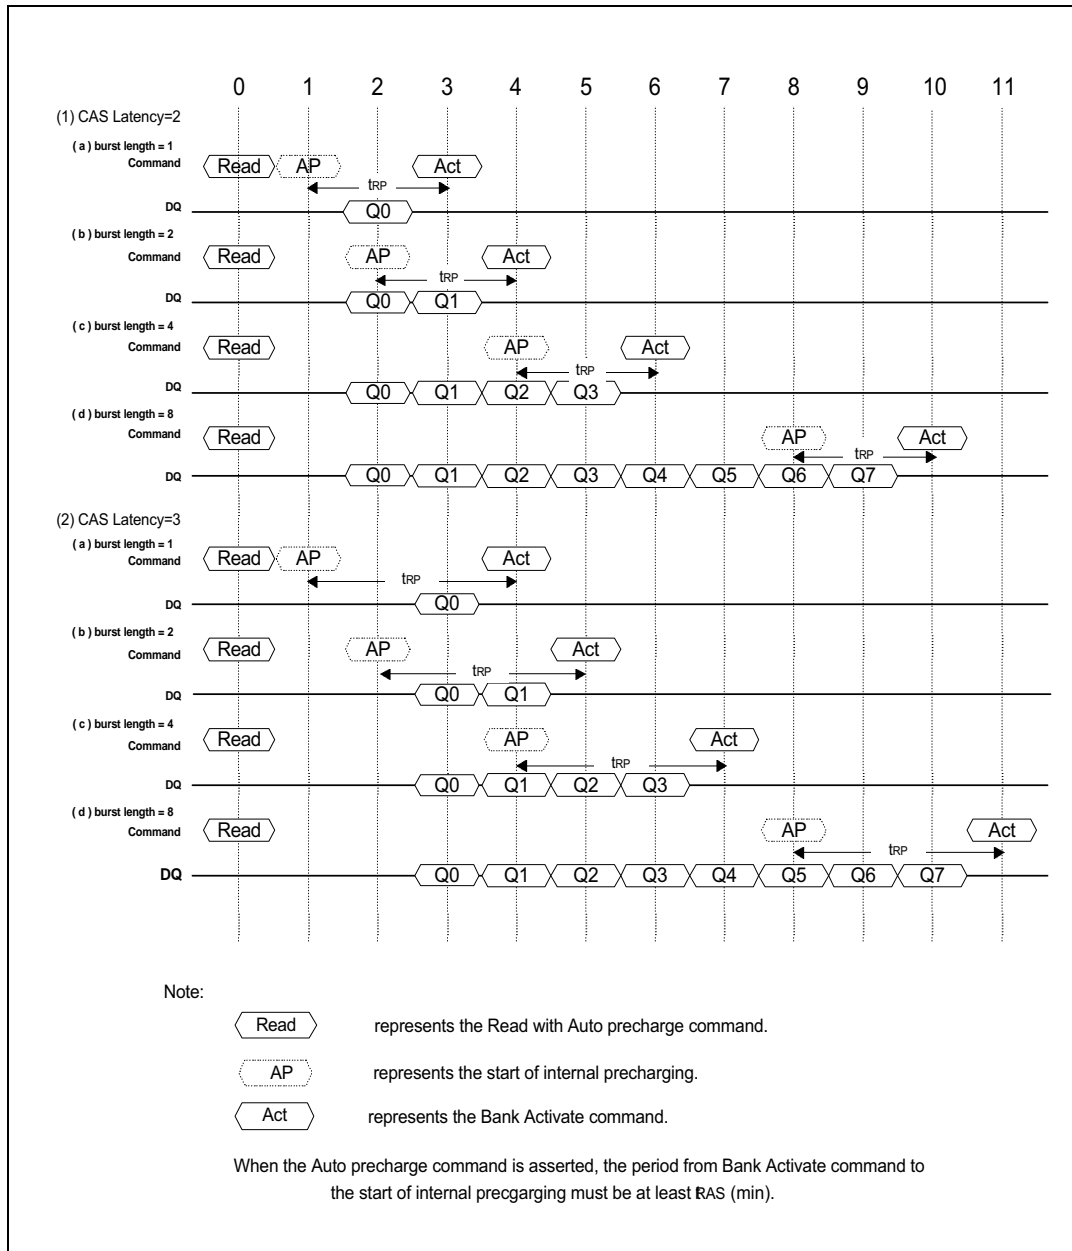 0 1 2 3 4 5 6 7 8 9 10 11
(1) CAS Latency=2
( a ) burst length = 1
Command Read AP Act
tRP
DQ Q0
( b ) burst length = 2
Command Read AP Act
tRP
DQ Q0 Q1
( c ) burst length = 4
Command Read AP Act
tRP
DQ Q0 Q1 Q2 Q3
( d ) burst length = 8
Command Read AP Act
tRP
DQ Q0 Q1 Q2 Q3 Q4 Q5 Q6 Q7
(2) CAS Latency=3
( a ) burst length = 1
Command Read AP Act
tRP
DQ Q0
( b ) burst length = 2
Command Read AP Act
tRP
DQ Q0 Q1
( c ) burst length = 4
Command Read AP Act
tRP
DQ Q0 Q1 Q2 Q3
( d ) burst length = 8
Command Read AP Act
tRP
DQ Q0 Q1 Q2 Q3 Q4 Q5 Q6 Q7
Note:
Read represents the Read with Auto precharge command.
AP represents the start of internal precharging.
Act represents the Bank Activate command.
When the Auto precharge command is asserted, the period from Bank Activate command to
the start of internal precgarging must be at least tRAS (min).